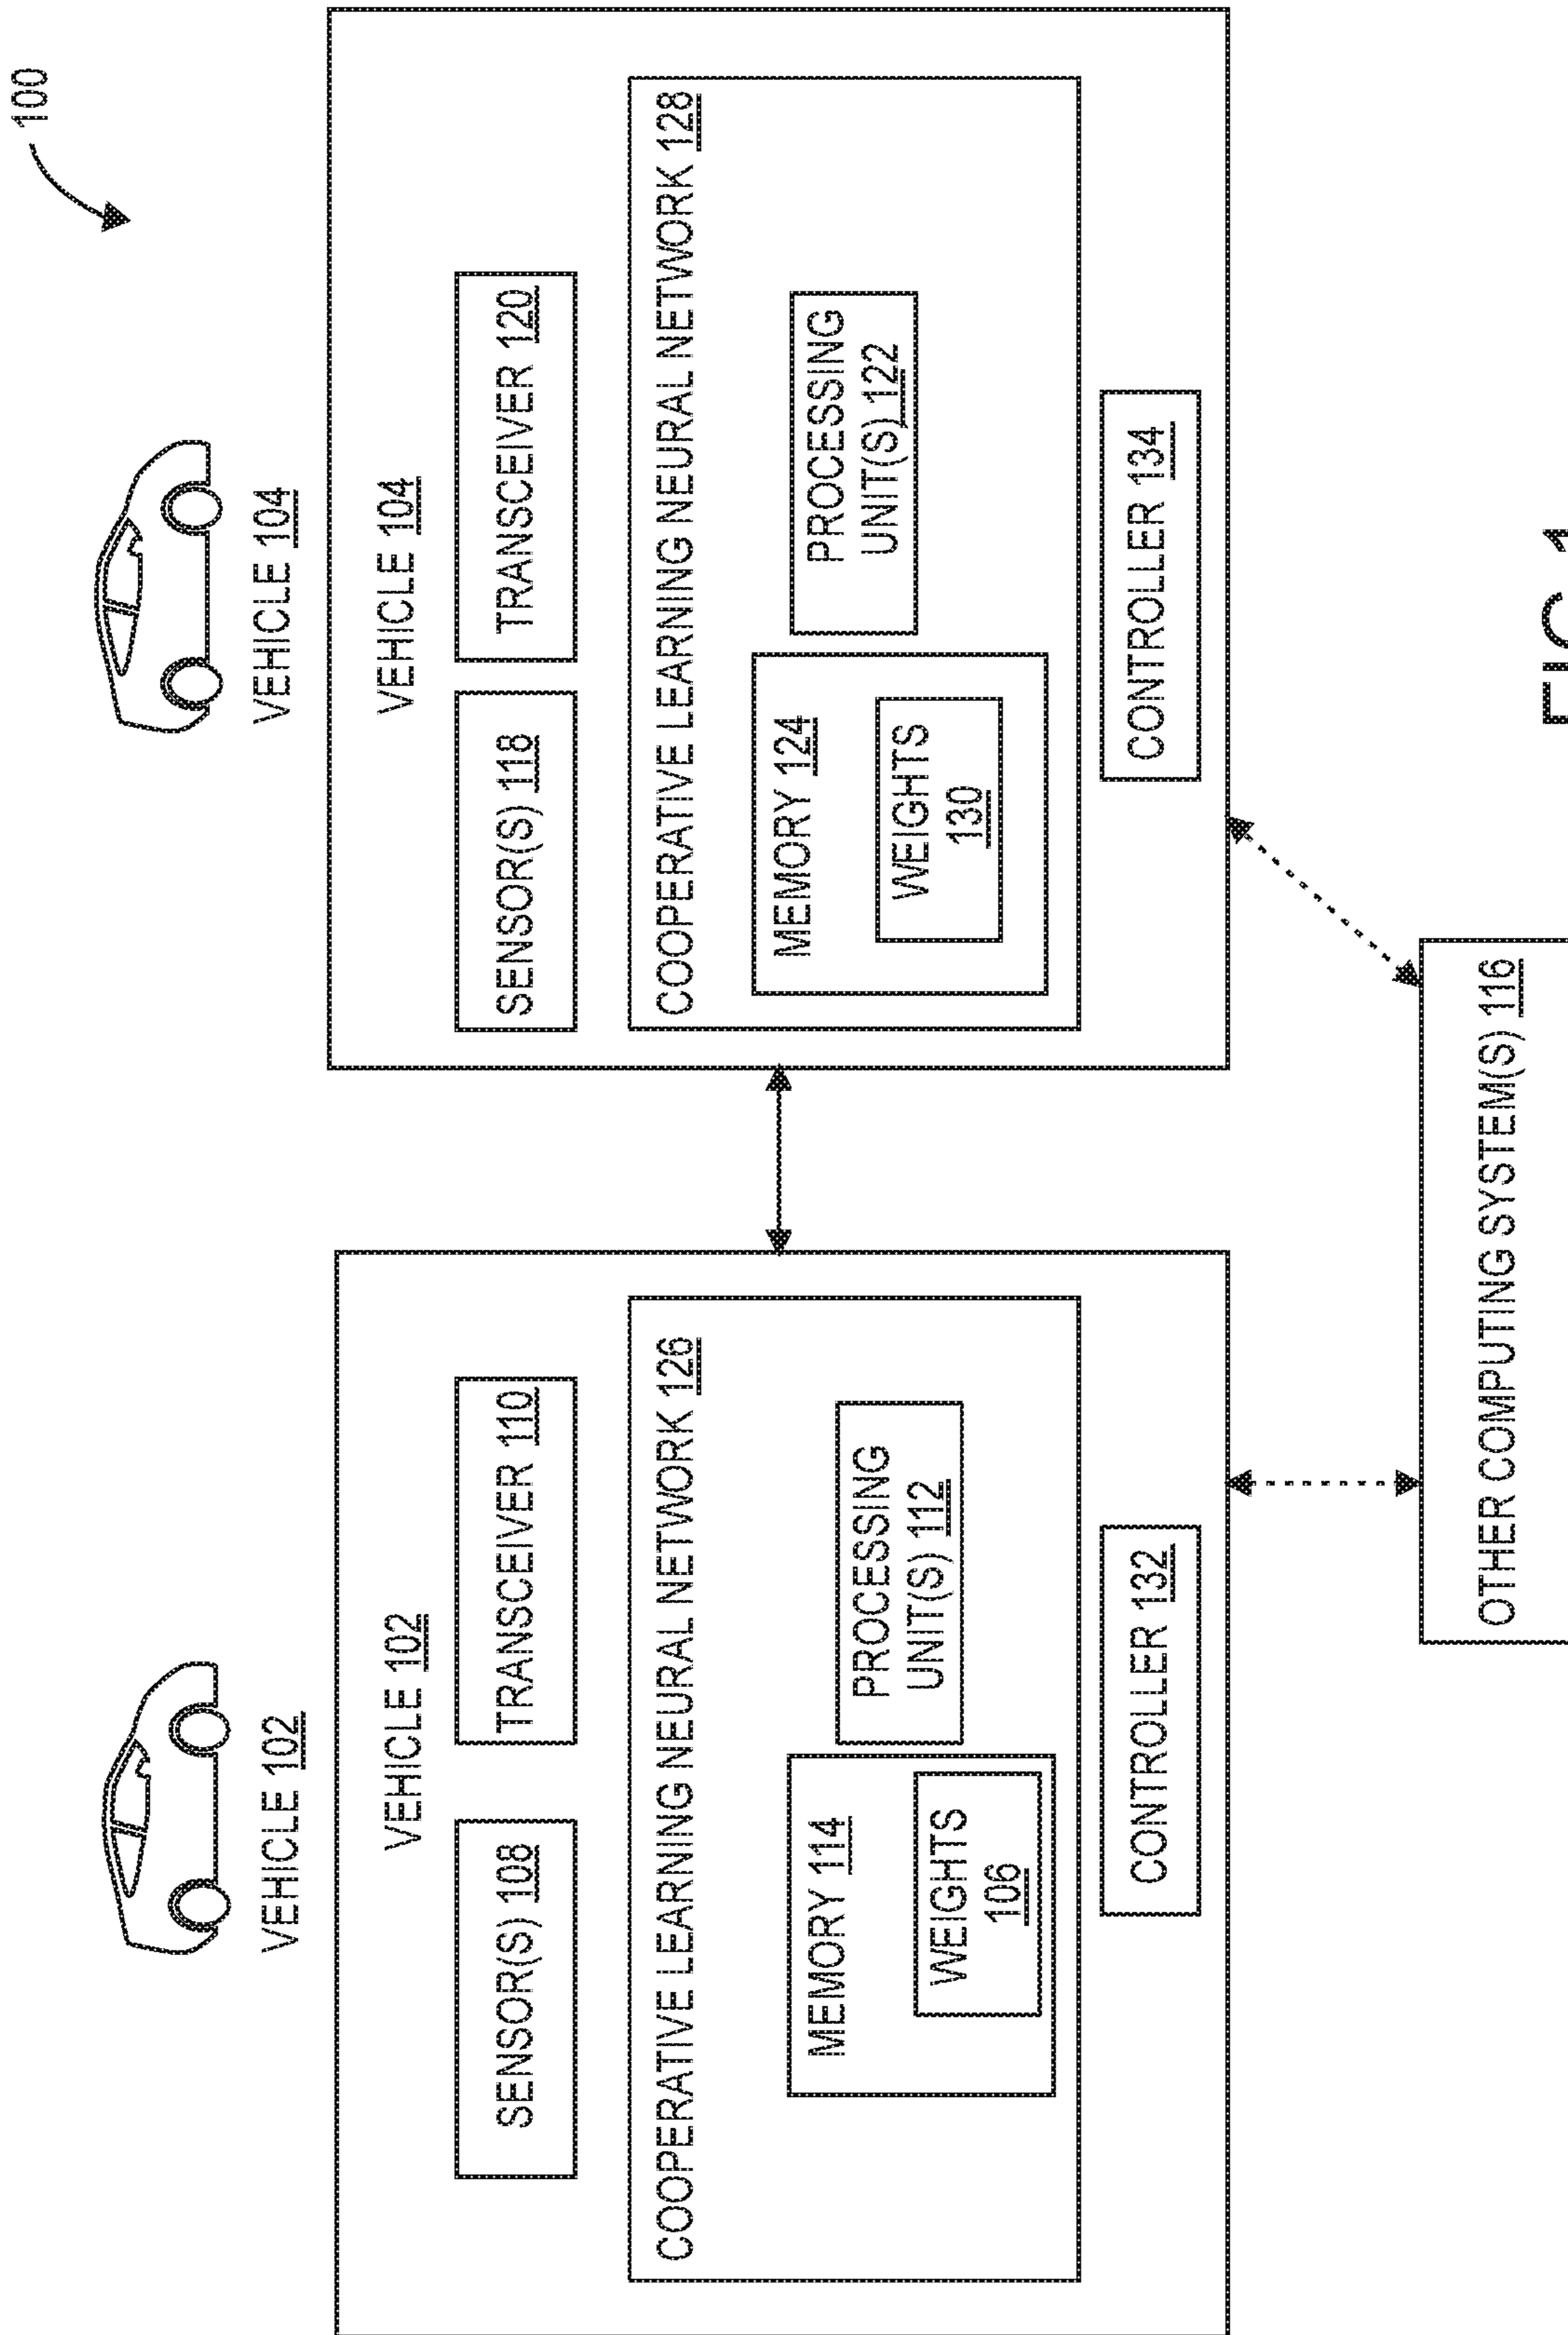 100
VEHICLE 102
VEHICLE 102
SENSOR(S) 108
TRANSCEIVER 110
COOPERATIVE LEARNING NEURAL NETWORK 126
MEMORY 114
WEIGHTS
106
PROCESSING
UNIT(S) 112
CONTROLLER 132
VEHICLE 104
VEHICLE 104
SENSOR(S) 118
TRANSCEIVER 120
COOPERATIVE LEARNING NEURAL NETWORK 128
MEMORY 124
WEIGHTS
130
PROCESSING
UNIT(S) 122
CONTROLLER 134
OTHER COMPUTING SYSTEM(S) 116
FIG. 1